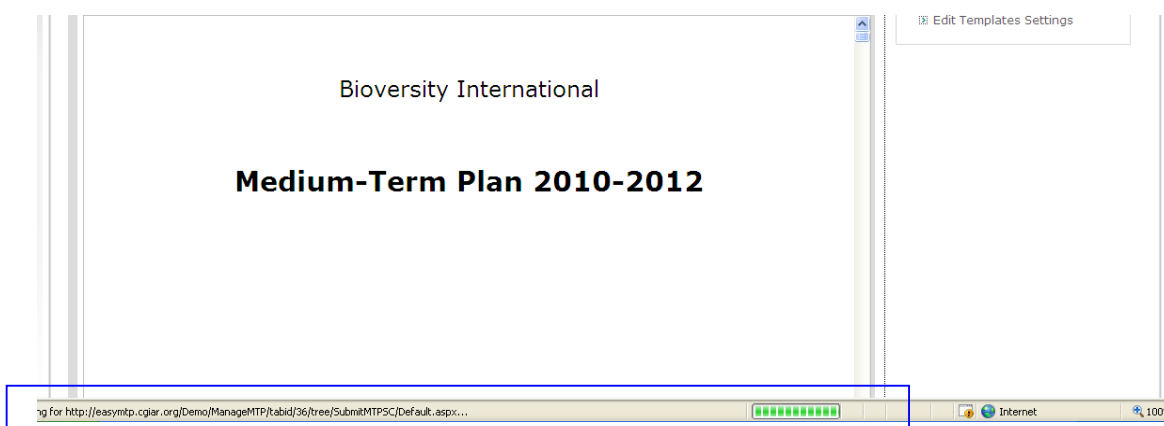 Edit Templates Settings
Bioversity International
Medium-Term Plan 2010-2012
ng for http://easymtp.cgiar.org/Demo/ManageMTP/tabid/36/tree/SubmitMTPSC/Default.aspx...
Internet
100